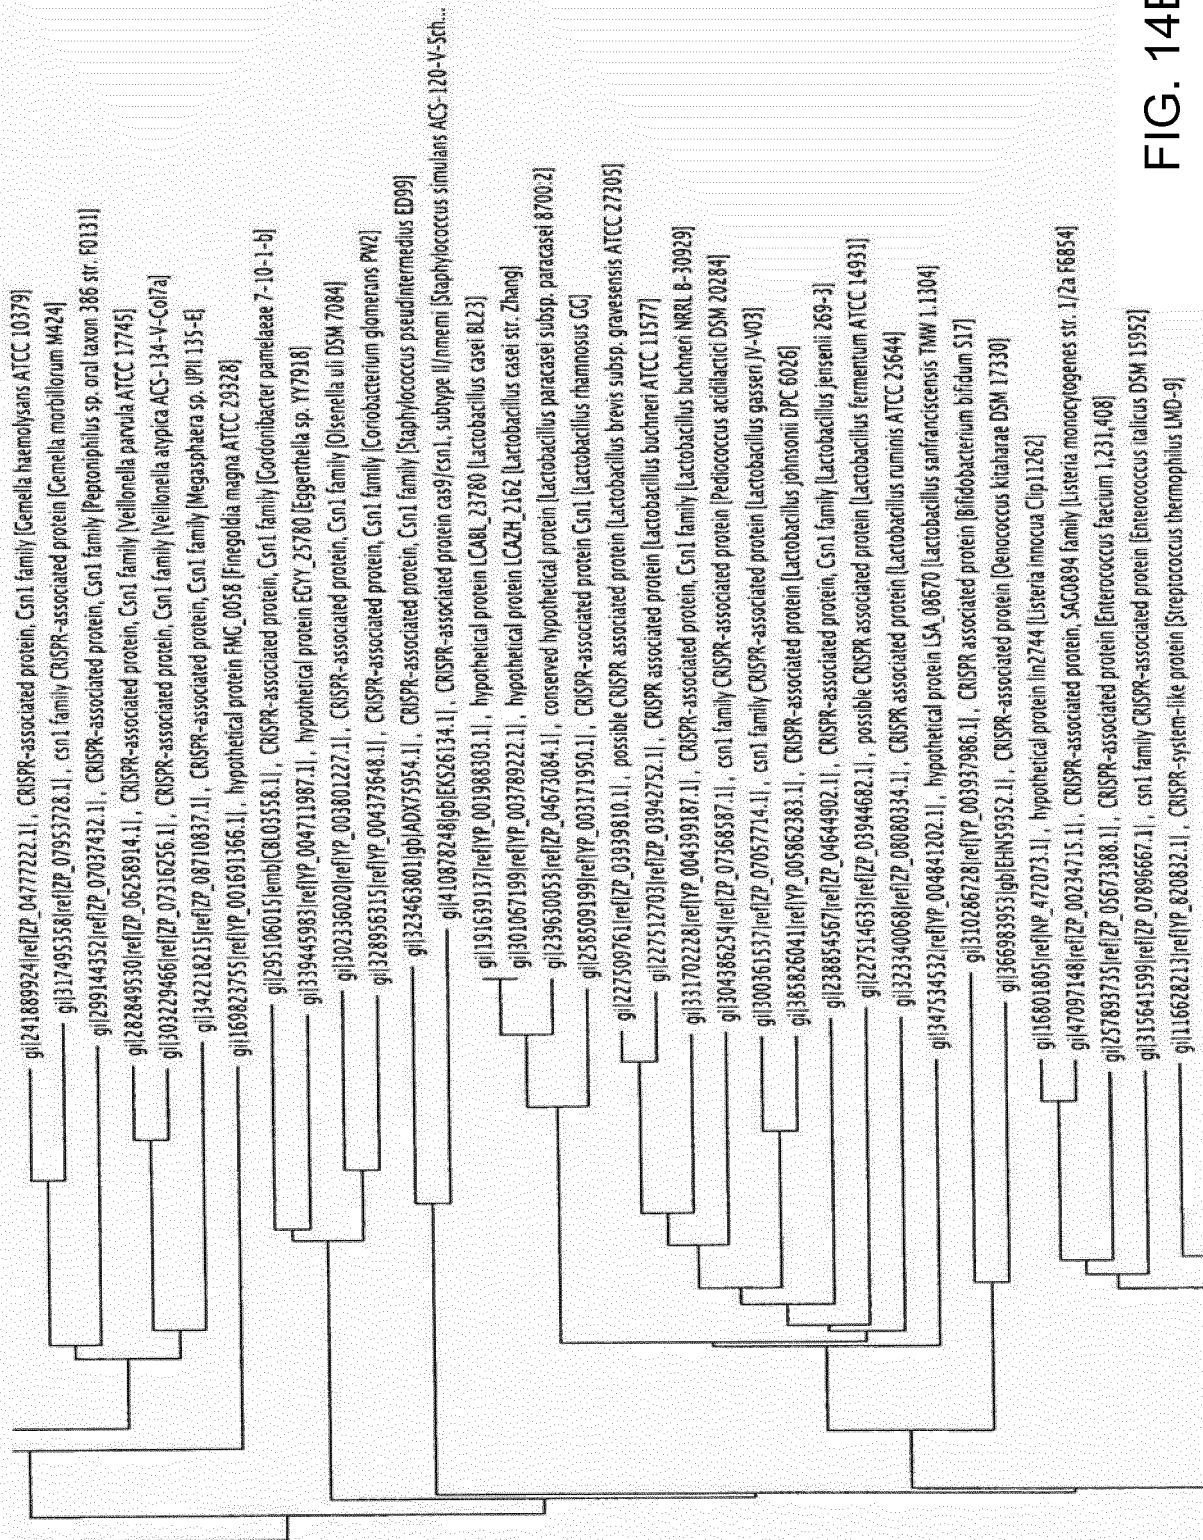 gi|241889924|ref|ZP_04777222.1|, CRISPR-associated protein, Csn1 family [Gemella haemolysans ATCC 10379]
gi|317495358|ref|ZP_07953728.1|, csn1 family CRISPR-associated protein [Gemella morbillorum M424]
gi|299144352|ref|ZP_07037432.1|, CRISPR-associated protein, Csn1 family [Peptoniphilus sp. oral taxon 386 str. F0131]
gi|282849530|ref|ZP_06258914.1|, CRISPR-associated protein, Csn1 family [Veillonella parvula ATCC 17745]
gi|303229466|ref|ZP_07316256.1|, CRISPR-associated protein, Csn1 family [Veillonella atypica ACS-134-V-Col7a]
gi|342218215|ref|ZP_08710837.1|, CRISPR-associated protein, Csn1 family [Megasphaera sp. UPII 135-E]
gi|169823755|ref|YP_001691366.1|, hypothetical protein FMG_0058 [Finegoldia magna ATCC 29328]
gi|295106015|emb|CBL03558.1|, CRISPR-associated protein, Csn1 family [Gordonibacter pamelaeae 7-10-1-b]
gi|339445983|ref|YP_004711987.1|, hypothetical protein EGYY_25780 [Eggerthella sp. YY7918]
gi|302336020|ref|YP_003801227.1|, CRISPR-associated protein, Csn1 family [Olsenella uli DSM 7084]
gi|328956315|ref|YP_004373648.1|, CRISPR-associated protein, Csn1 family [Coriobacterium glomerans PW2]
gi|323463801|gb|ADX75954.1|, CRISPR-associated protein, Csn1 family [Staphylococcus pseudintermedius ED99]
gi|410878248|gb|EKS26134.1|, CRISPR-associated protein cas9/csn1, subtype II/nmemi [Staphylococcus simulans ACS-120-V-Sch...
gi|191639137|ref|YP_001988303.1|, hypothetical protein LCABL_23780 [Lactobacillus casei BL23]
gi|301067199|ref|YP_003789222.1|, hypothetical protein LCAZH_2162 [Lactobacillus casei str. Zhang]
gi|239630053|ref|ZP_04673084.1|, conserved hypothetical protein [Lactobacillus paracasei subsp. paracasei 8700:2]
gi|258509199|ref|YP_003171950.1|, CRISPR-associated protein Csn1 [Lactobacillus rhamnosus GG]
gi|227509761|ref|ZP_03939810.1|, possible CRISPR associated protein [Lactobacillus brevis subsp. gravesensis ATCC 27305]
gi|227512703|ref|ZP_03942752.1|, CRISPR associated protein [Lactobacillus buchneri ATCC 11577]
gi|331702228|ref|YP_004399187.1|, CRISPR-associated protein, Csn1 family [Lactobacillus buchneri NRRL B-30929]
gi|304386254|ref|ZP_07368587.1|, csn1 family CRISPR-associated protein [Pediococcus acidilactici DSM 20284]
gi|300361537|ref|ZP_07057714.1|, csn1 family CRISPR-associated protein [Lactobacillus gasseri JV-V03]
gi|385826041|ref|YP_005862383.1|, CRISPR-associated protein [Lactobacillus johnsonii DPC 6026]
gi|238854567|ref|ZP_04644902.1|, CRISPR-associated protein, Csn1 family [Lactobacillus jensenii 269-3]
gi|227514633|ref|ZP_03944682.1|, possible CRISPR associated protein [Lactobacillus fermentum ATCC 14931]
gi|323340068|ref|ZP_08080334.1|, CRISPR associated protein [Lactobacillus ruminis ATCC 25644]
gi|347534532|ref|YP_004841202.1|, hypothetical protein LSA_08670 [Lactobacillus sanfranciscensis TMW 1.1304]
gi|310286728|ref|YP_003937986.1|, CRISPR associated protein [Bifidobacterium bifidum S17]
gi|366983953|gb|EHN59352.1|, CRISPR-associated protein [Oenococcus kitaharae DSM 17330]
gi|16801805|ref|NP_472073.1|, hypothetical protein lin2744 [Listeria innocua Clip11262]
gi|47097148|ref|ZP_00234715.1|, CRISPR-associated protein, SAG0894 family [Listeria monocytogenes str. 1/2a F6854]
gi|257893735|ref|ZP_05673388.1|, CRISPR-associated protein [Enterococcus faecium 1,231,408]
gi|315641599|ref|ZP_07896667.1|, csn1 family CRISPR-associated protein [Enterococcus italicus DSM 15952]
gi|116628213|ref|YP_820832.1|, CRISPR-system-like protein [Streptococcus thermophilus LMD-9]
FIG. 14B